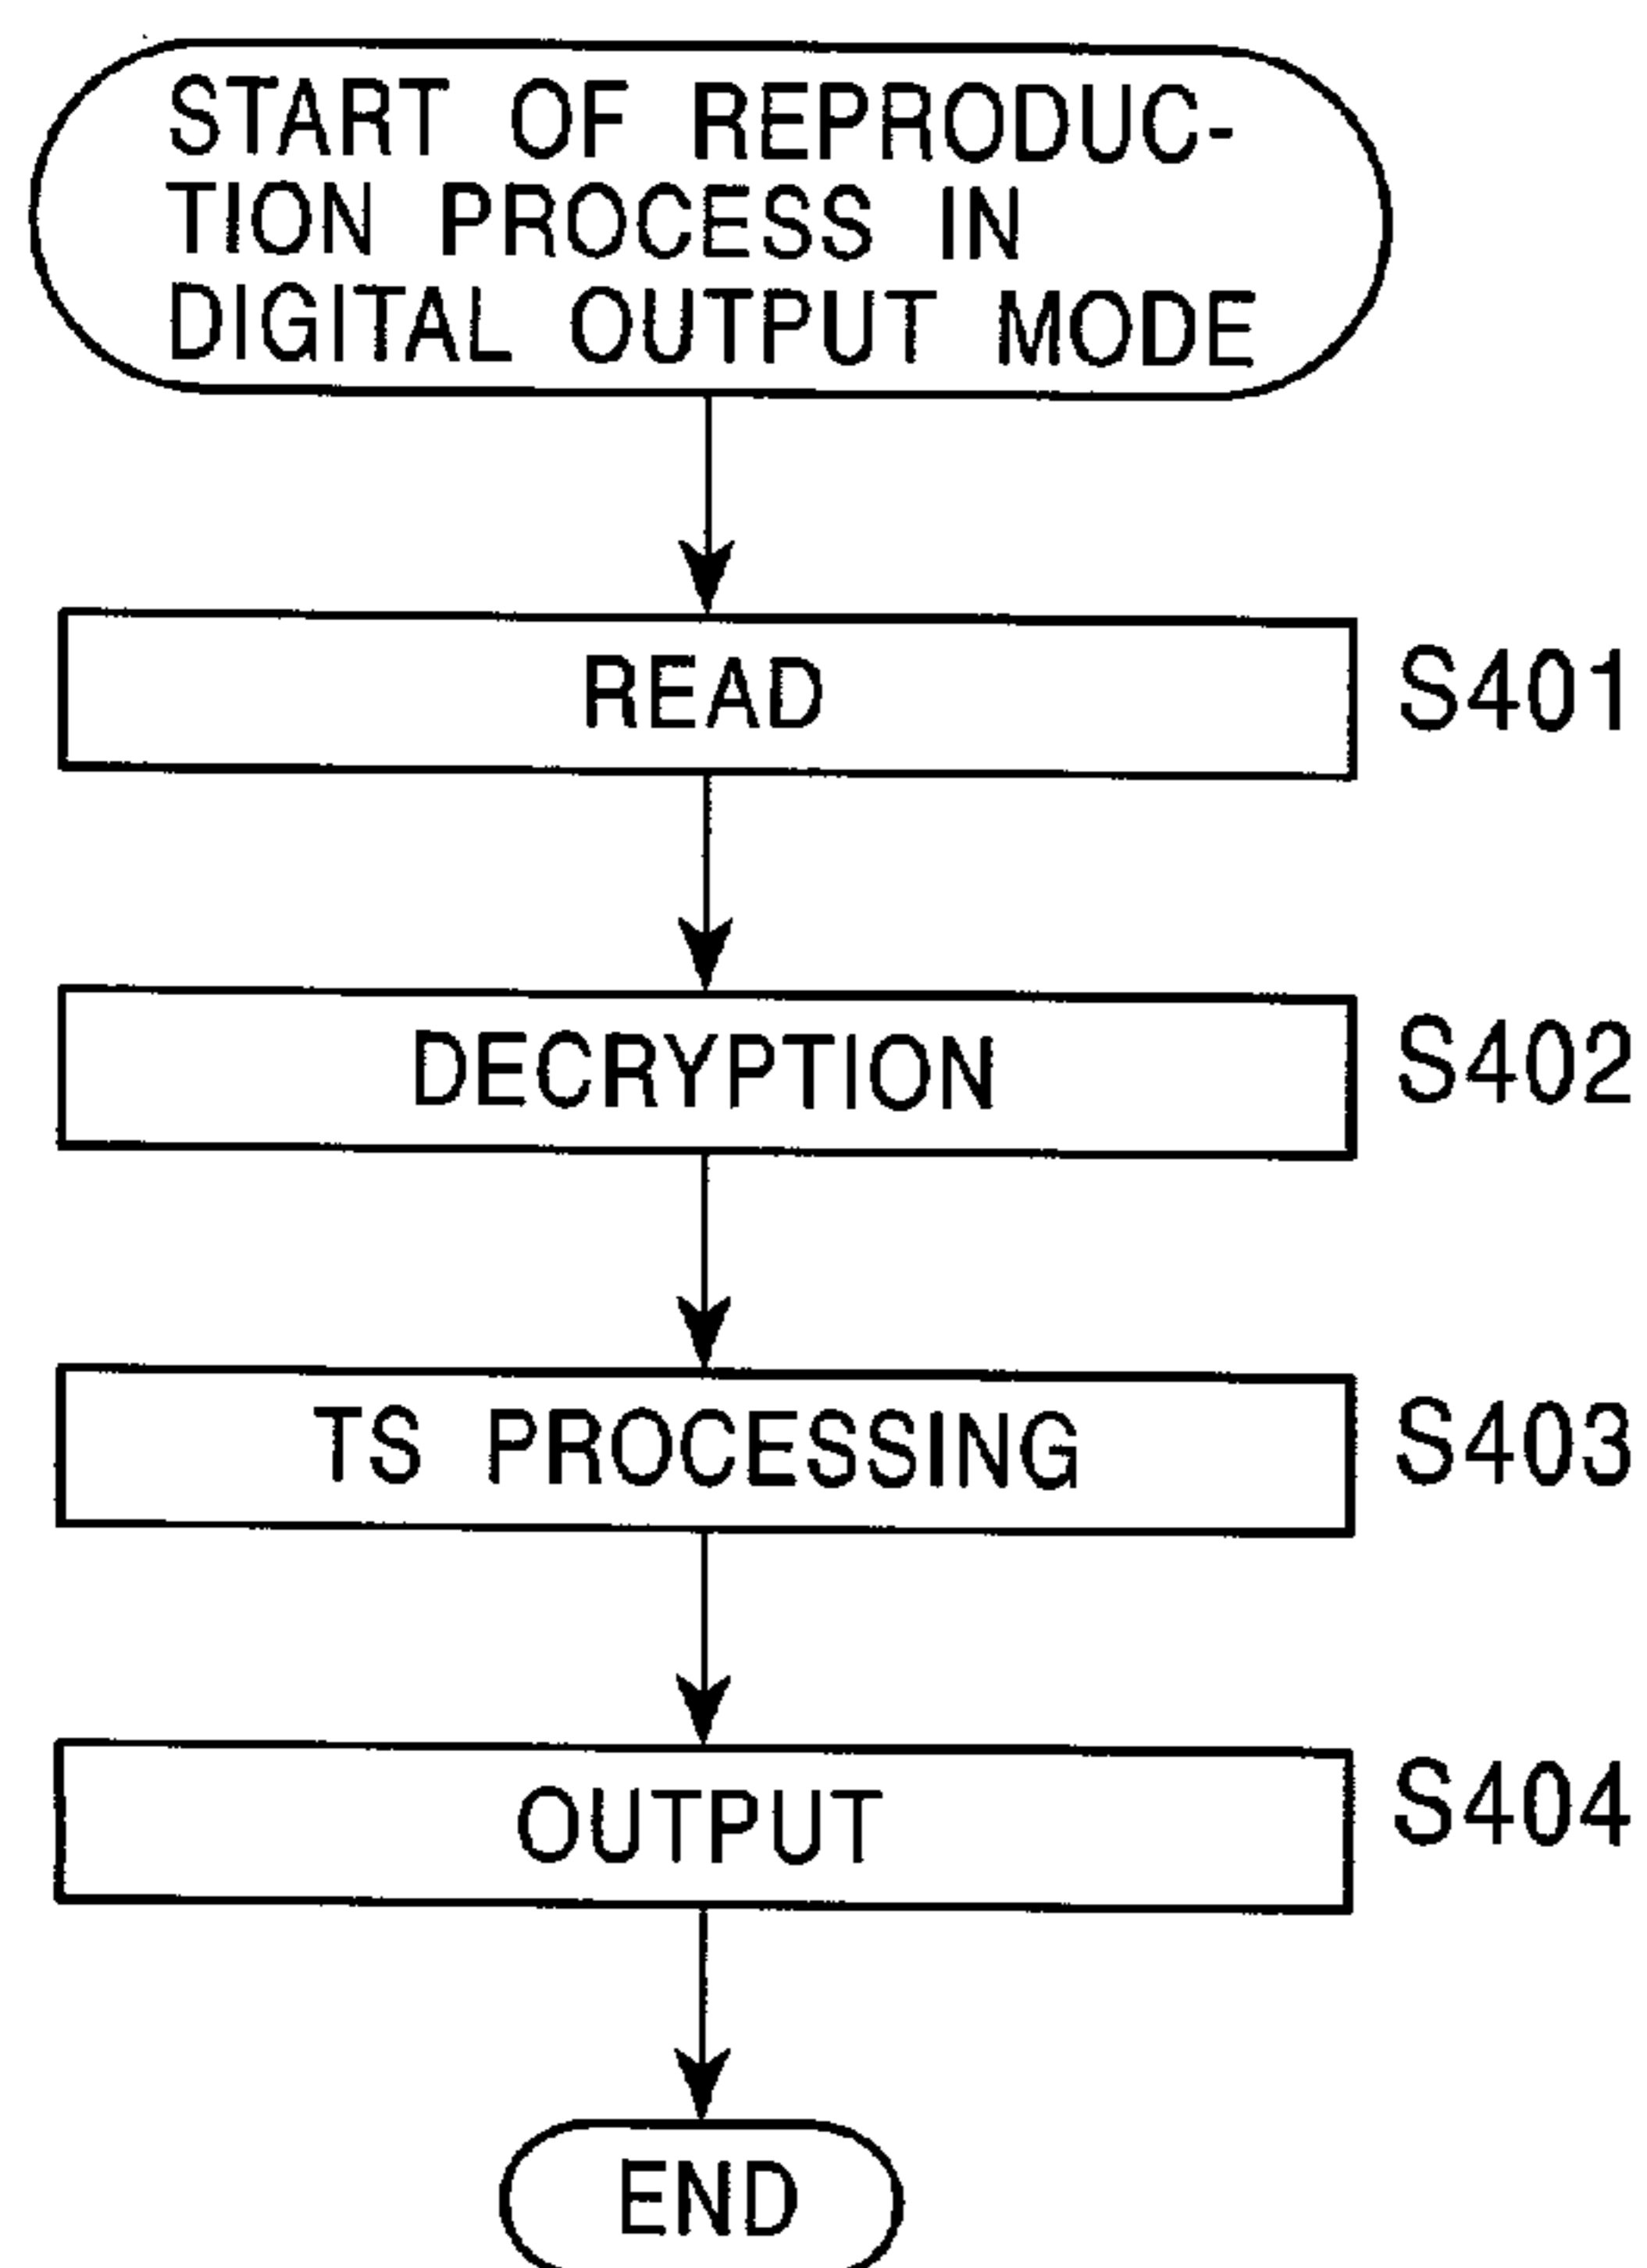 START OF REPRODUC-
TION PROCESS IN
DIGITAL OUTPUT MODE
READ S401
DECRYPTION S402
TS PROCESSING S403
OUTPUT S404
END